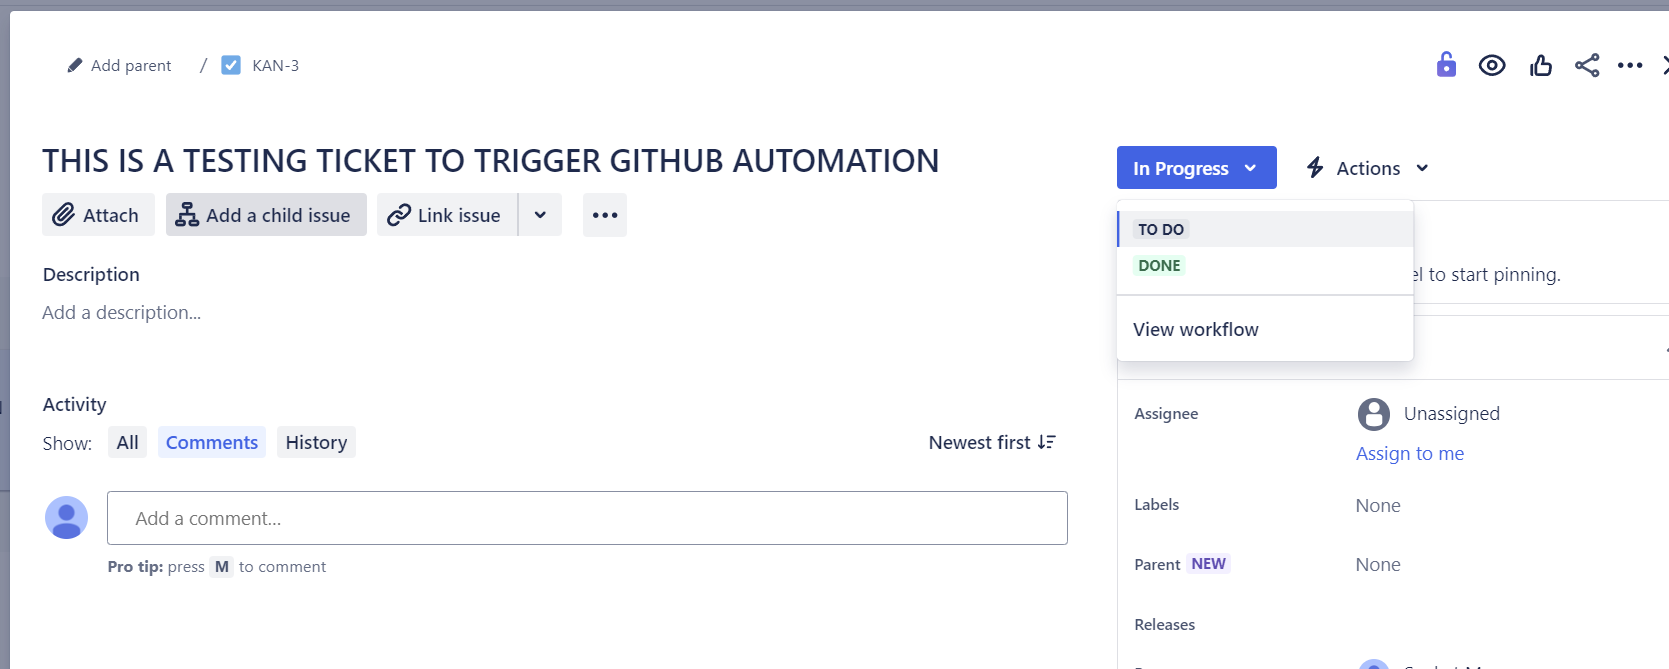 Add parent / KAN-3
THIS IS A TESTING TICKET TO TRIGGER GITHUB AUTOMATION
Attach
Add a child issue
Link issue
Description
Add a description...
Activity
Show: All Comments History
Newest first
Add a comment...
Pro tip: press M to comment
In Progress
Actions
TO DO
DONE
to start pinning.
View workflow
Assignee
Unassigned
Assign to me
Labels
None
Parent NEW
None
Releases